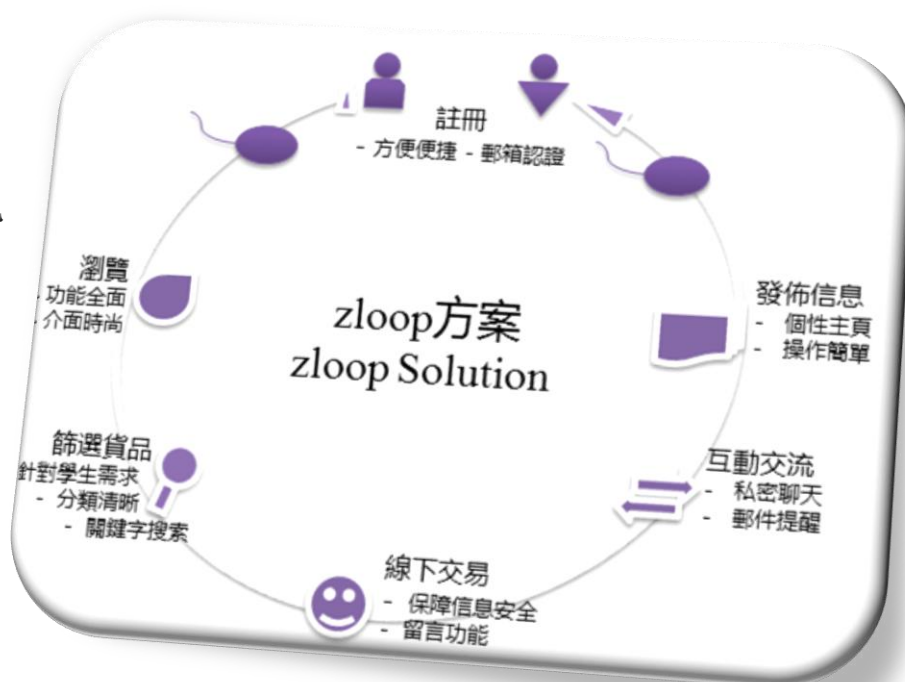 註冊
- 方便便捷 - 郵箱認證
瀏覽
- 功能全面
- 介面時尚
zloop方案
zloop Solution
發佈信息
- 個性主頁
- 操作簡單
篩選貨品
針對學生需求
- 分類清晰
- 關鍵字搜索
互動交流
- 私密聊天
- 郵件提醒
線下交易
- 保障信息安全
- 留言功能